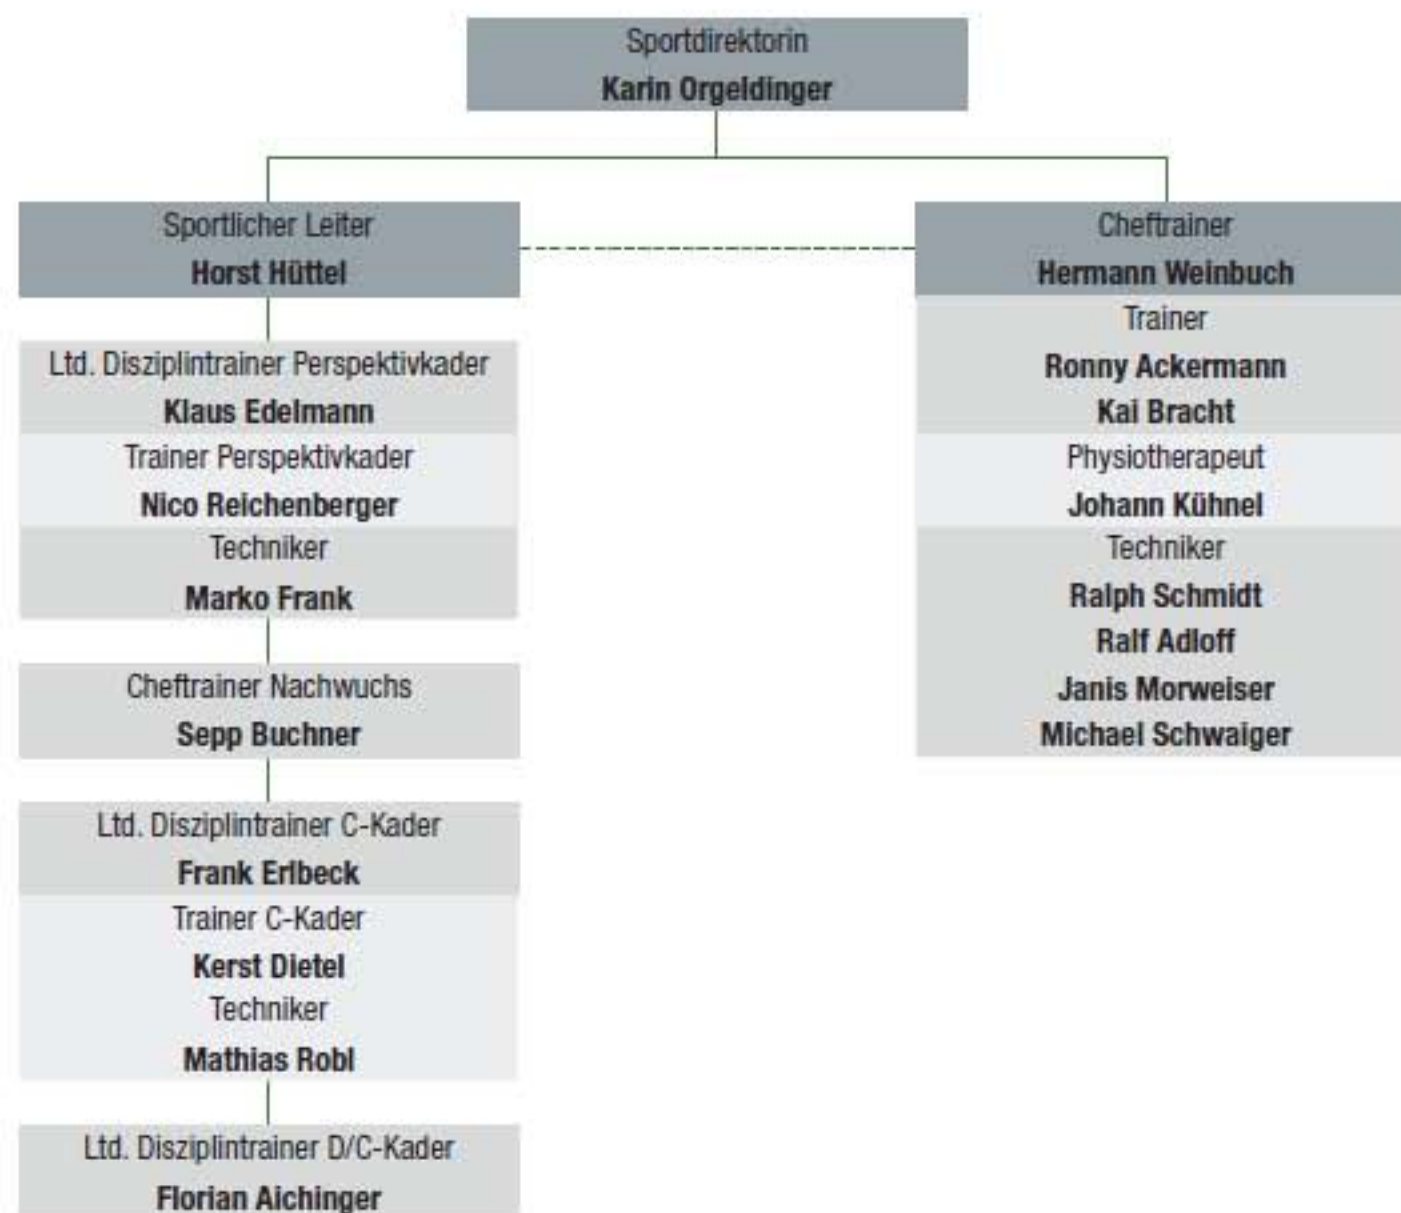 Sportdirektorin
Karin Orgeldinger
Sportlicher Leiter
Horst Hüttel
Ltd. Disziplintrainer Perspektivkader
Klaus Edelmann
Trainer Perspektivkader
Nico Reichenberger
Techniker
Marko Frank
Cheftrainer Nachwuchs
Sepp Buchner
Ltd. Disziplintrainer C-Kader
Frank Erlbeck
Trainer C-Kader
Kerst Dietel
Techniker
Mathias Robl
Ltd. Disziplintrainer D/C-Kader
Florian Aichinger
Cheftrainer
Hermann Weinbuch
Trainer
Ronny Ackermann
Kai Bracht
Physiotherapeut
Johann Kühnel
Techniker
Ralph Schmidt
Ralf Adloff
Janis Morweiser
Michael Schwaiger